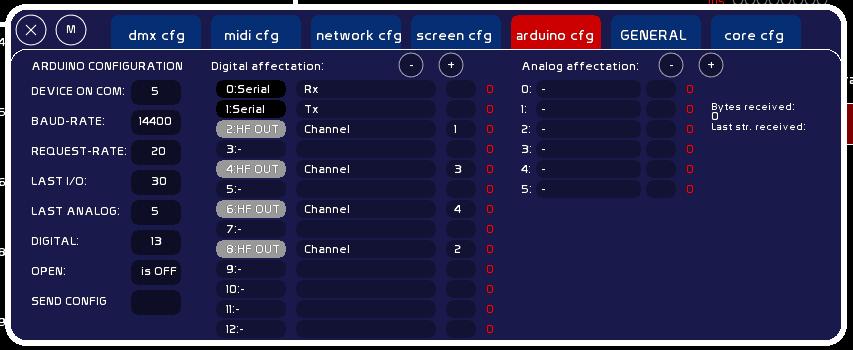 X M dmx cfg midi cfg network cfg screen cfg arduino cfg GENERAL core cfg
ARDUINO CONFIGURATION Digital affectation: - + Analog affectation: - +
DEVICE ON COM: 5
BAUD-RATE: 14400
REQUEST-RATE: 20
LAST I/O: 30
LAST ANALOG: 5
DIGITAL: 13
OPEN: is OFF
SEND CONFIG
0:Serial Rx 0
1:Serial Tx 0
2:HF OUT Channel 1 0
3:- 0
4:HF OUT Channel 3 0
5:- 0
6:HF OUT Channel 4 0
7:- 0
8:HF OUT Channel 2 0
9:- 0
10:- 0
11:- 0
12:- 0
0: - 0
1: - 0
2: - 0
3: - 0
4: - 0
5: - 0
Bytes received:
0
Last str. received: